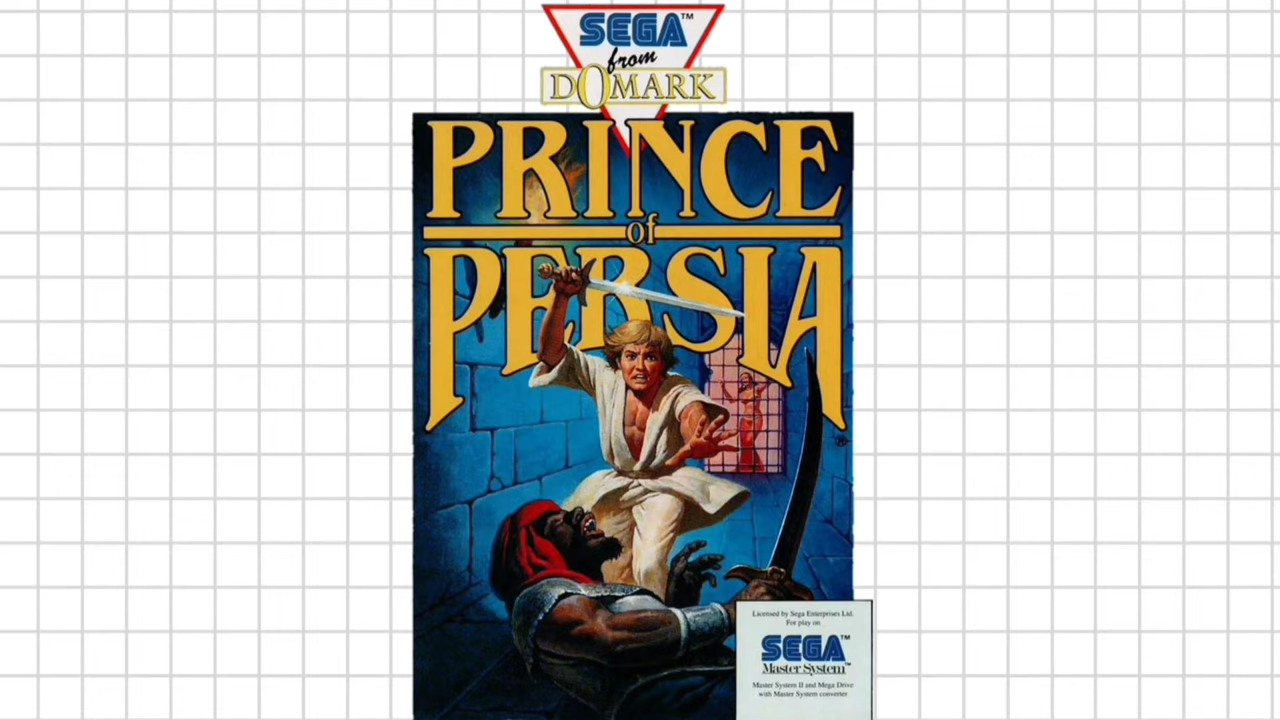 SEGA™
from
DOMARK
PRINCE
of
PERSIA
Licensed by Sega Enterprises Ltd.
For play on
SEGA™
Master System™
Master System II and Mega Drive
with Master System converter